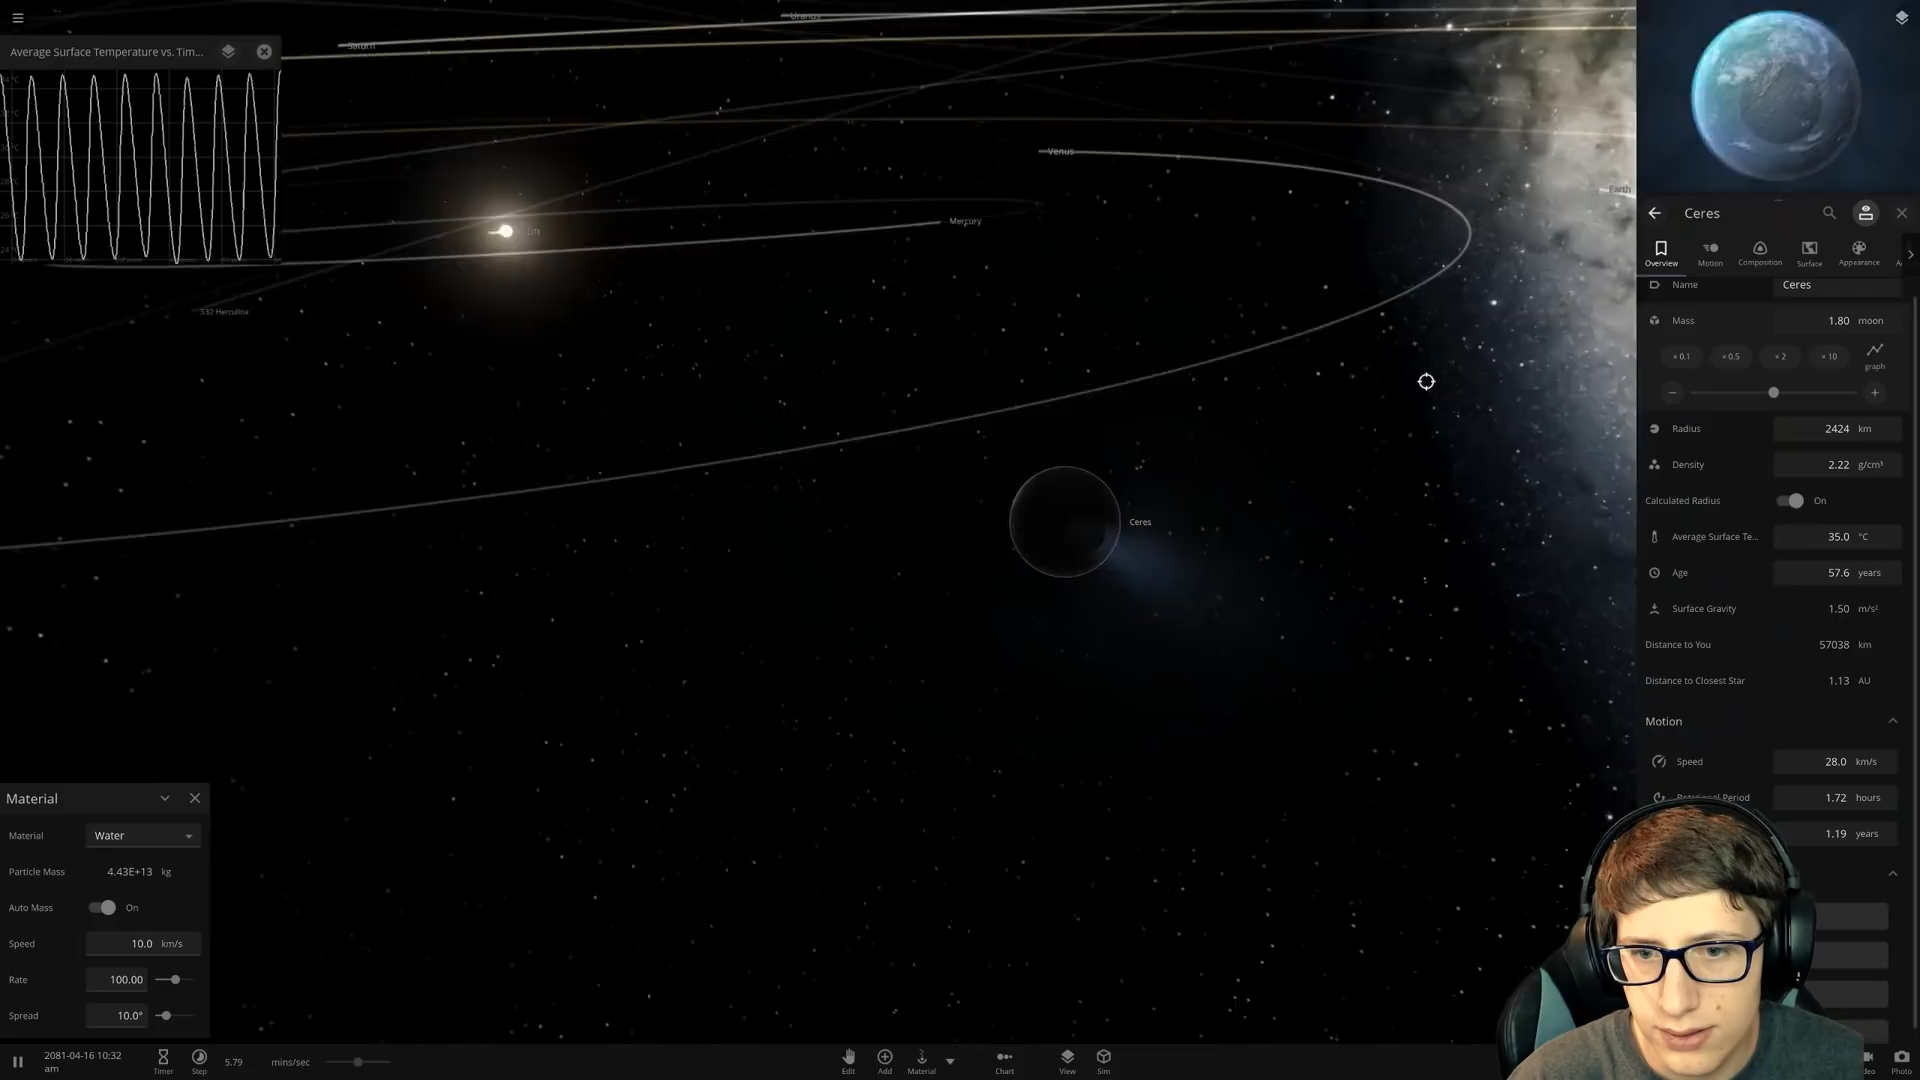 Uranus
Saturn
Average Surface Temperature vs. Tim...
Venus
Earth
Mercury
532 Herculina
Ceres
Ceres
Overview
Motion
Composition
Surface
Appearance
Name
Ceres
Mass
1.80 moon
× 0.1
× 0.5
× 2
× 10
graph
Radius
2424 km
Density
2.22 g/cm³
Calculated Radius
On
Average Surface Te...
35.0 °C
Age
57.6 years
Surface Gravity
1.50 m/s²
Distance to You
57038 km
Distance to Closest Star
1.13 AU
Motion
Speed
28.0 km/s
Rotational Period
1.72 hours
1.19 years
Material
Material
Water
Particle Mass
4.43E+13 kg
Auto Mass
On
Speed
10.0 km/s
Rate
100.00
Spread
10.0°
2081-04-16 10:32
am
Timer
Step
5.79
mins/sec
Edit
Add
Material
Chart
View
Sim
Photo